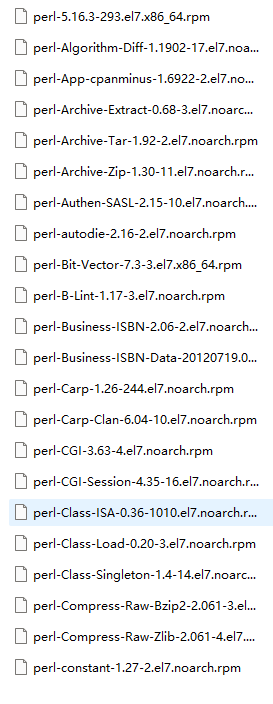 perl-5.16.3-293.el7.x86_64.rpm
perl-Algorithm-Diff-1.1902-17.el7.noa...
perl-App-cpanminus-1.6922-2.el7.no...
perl-Archive-Extract-0.68-3.el7.noarc...
perl-Archive-Tar-1.92-2.el7.noarch.rpm
perl-Archive-Zip-1.30-11.el7.noarch.r...
perl-Authen-SASL-2.15-10.el7.noarch....
perl-autodie-2.16-2.el7.noarch.rpm
perl-Bit-Vector-7.3-3.el7.x86_64.rpm
perl-B-Lint-1.17-3.el7.noarch.rpm
perl-Business-ISBN-2.06-2.el7.noarch...
perl-Business-ISBN-Data-20120719.0...
perl-Carp-1.26-244.el7.noarch.rpm
perl-Carp-Clan-6.04-10.el7.noarch.rpm
perl-CGI-3.63-4.el7.noarch.rpm
perl-CGI-Session-4.35-16.el7.noarch.r...
perl-Class-ISA-0.36-1010.el7.noarch.r...
perl-Class-Load-0.20-3.el7.noarch.rpm
perl-Class-Singleton-1.4-14.el7.noarc...
perl-Compress-Raw-Bzip2-2.061-3.el...
perl-Compress-Raw-Zlib-2.061-4.el7....
perl-constant-1.27-2.el7.noarch.rpm